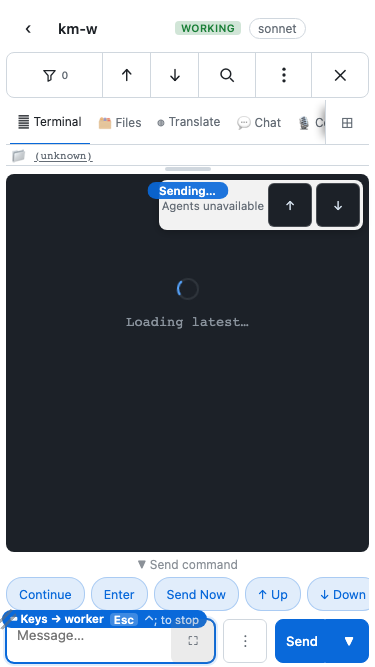 km-w WORKING sonnet
0
Terminal Files Translate Chat
(unknown)
Sending...
Agents unavailable
Loading latest…
▼ Send command
Continue Enter Send Now ↑ Up ↓ Down
Keys → worker Esc ^; to stop
Message...
Send ▼